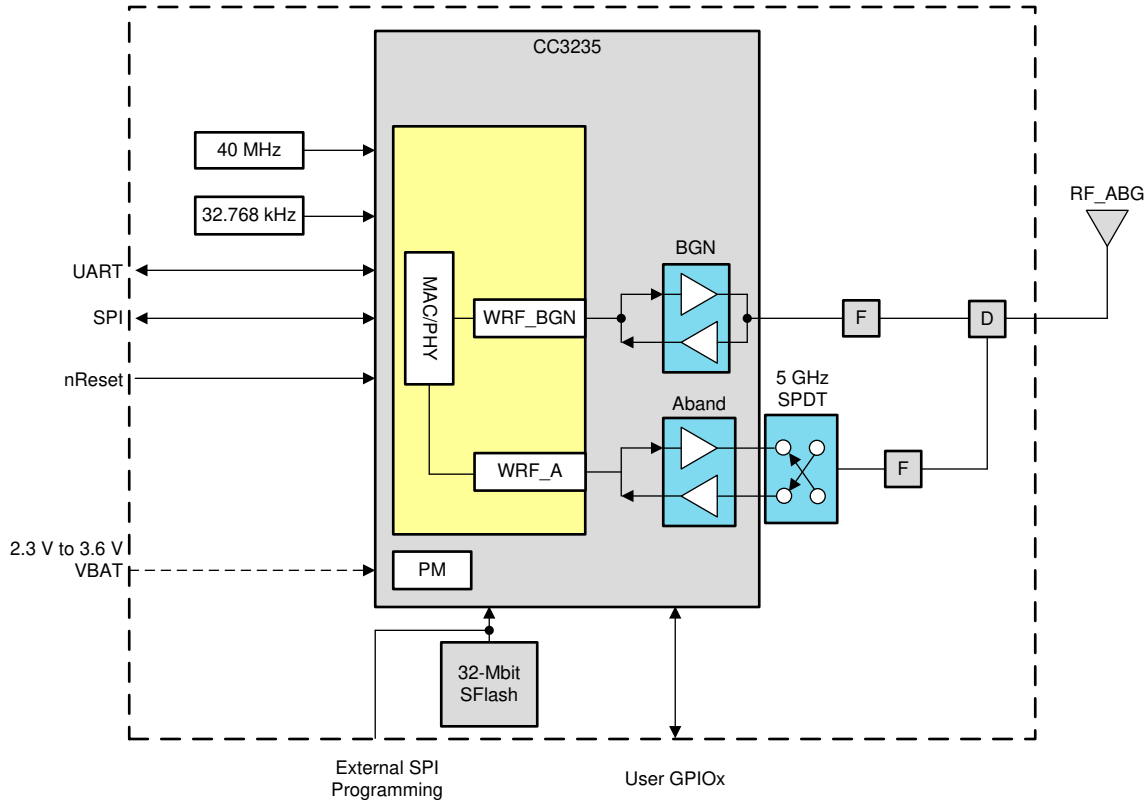 CC3235
40 MHz
32.768 kHz
RF_ABG
UART
SPI
nReset
MAC/PHY
WRF_BGN
BGN
F
D
5 GHz
SPDT
Aband
WRF_A
F
2.3 V to 3.6 V
VBAT
PM
32-Mbit
SFlash
External SPI
Programming
User GPIOx